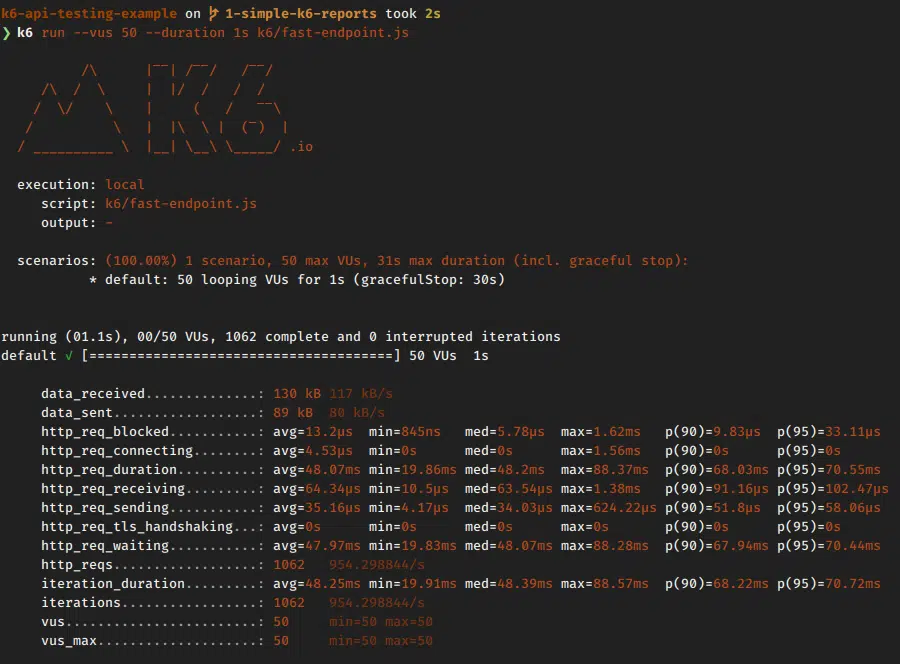 k6-api-testing-example on 1-simple-k6-reports took 2s
❯ k6 run --vus 50 --duration 1s k6/fast-endpoint.js
          /\      |‾‾| /‾‾/   /‾‾/
     /\  /  \     |  |/  /   /  /
    /  \/    \    |     (   /   ‾‾\
   /          \   |  |\  \ |  (‾)  |
  / __________ \  |__| \__\ \_____/ .io
  execution: local
     script: k6/fast-endpoint.js
     output: -
  scenarios: (100.00%) 1 scenario, 50 max VUs, 31s max duration (incl. graceful stop):
           * default: 50 looping VUs for 1s (gracefulStop: 30s)
running (01.1s), 00/50 VUs, 1062 complete and 0 interrupted iterations
default ✓ [======================================] 50 VUs  1s
     data_received..............: 130 kB 117 kB/s
     data_sent..................: 89 kB  80 kB/s
     http_req_blocked...........: avg=13.2µs  min=845ns   med=5.78µs  max=1.62ms   p(90)=9.83µs  p(95)=33.11µs
     http_req_connecting........: avg=4.53µs  min=0s      med=0s      max=1.56ms   p(90)=0s      p(95)=0s
     http_req_duration..........: avg=48.07ms min=19.86ms med=48.2ms  max=88.37ms  p(90)=68.03ms p(95)=70.55ms
     http_req_receiving.........: avg=64.34µs min=10.5µs  med=63.54µs max=1.38ms   p(90)=91.16µs p(95)=102.47µs
     http_req_sending...........: avg=35.16µs min=4.17µs  med=34.03µs max=624.22µs p(90)=51.8µs  p(95)=58.06µs
     http_req_tls_handshaking...: avg=0s      min=0s      med=0s      max=0s       p(90)=0s      p(95)=0s
     http_req_waiting...........: avg=47.97ms min=19.83ms med=48.07ms max=88.28ms  p(90)=67.94ms p(95)=70.44ms
     http_reqs..................: 1062   954.298844/s
     iteration_duration.........: avg=48.25ms min=19.91ms med=48.39ms max=88.57ms  p(90)=68.22ms p(95)=70.72ms
     iterations.................: 1062   954.298844/s
     vus........................: 50     min=50 max=50
     vus_max....................: 50     min=50 max=50